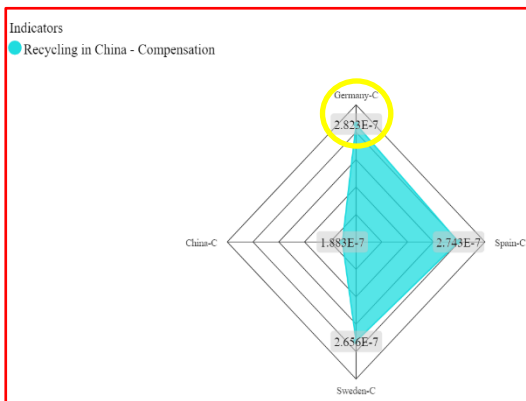 Indicators
Recycling in China - Compensation
Germany-C
2.823E-7
China-C
1.883E-7
2.743E-7
Spain-C
2.656E-7
Sweden-C